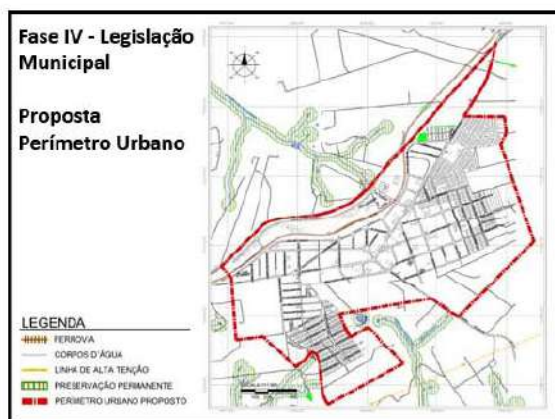 Fase IV - Legislação
Municipal
Proposta
Perímetro Urbano
LEGENDA
FERROVIA
CORPOS D'ÁGUA
LINHA DE ALTA TENÇÃO
PRESERVAÇÃO PERMANENTE
PERÍMETRO URBANO PROPOSTO